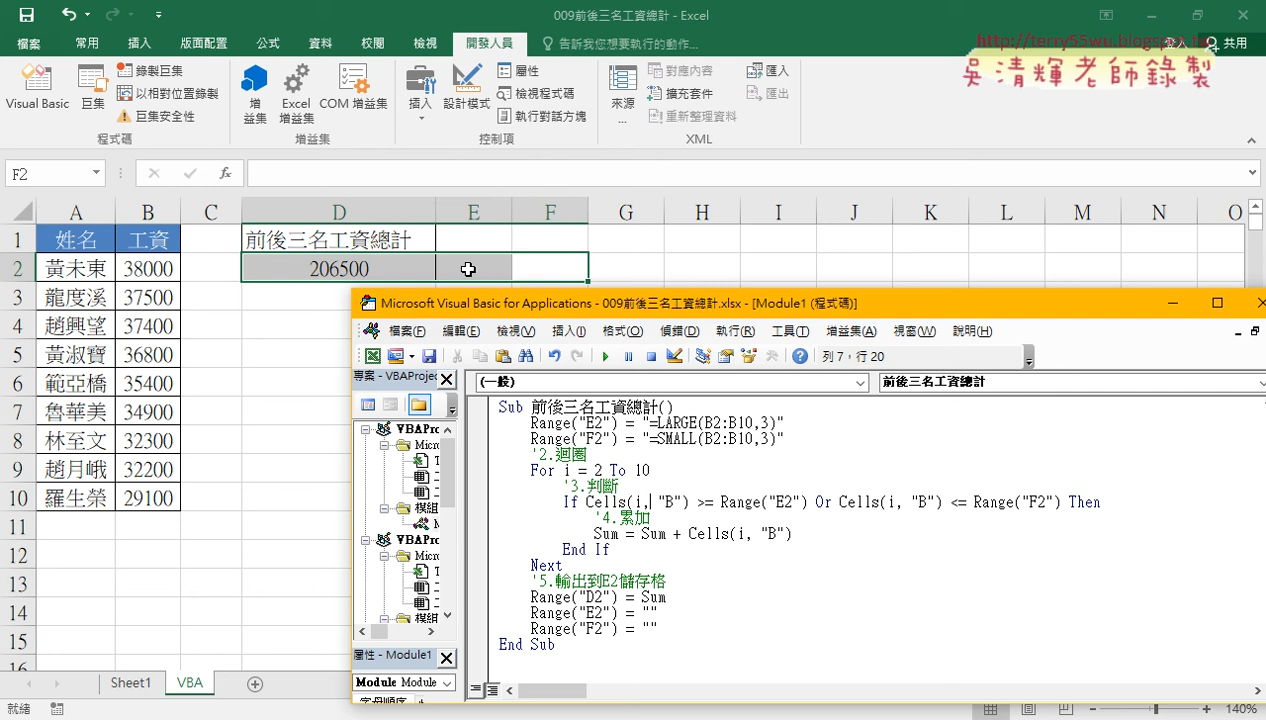 009前後三名工資總計 - Excel
檔案 常用 插入 版面配置 公式 資料 校閱 檢視 開發人員 告訴我您想要執行的動作... 登入 共用
http://terry55wu.blogspot.tw
吳清輝老師錄製
Visual Basic 巨集 錄製巨集 以相對位置錄製 巨集安全性 程式碼
增益集 Excel 增益集 COM 增益集 增益集
插入 設計模式 屬性 檢視程式碼 執行對話方塊 控制項
來源... 對應內容 擴充套件 重新整理資料 匯入 匯出 XML
F2 fx
A B C D E F G H I J K L M N O
1 姓名 工資 前後三名工資總計
2 黃未東 38000 206500
3 龍度溪 37500
4 趙興望 37400
5 黃淑寶 36800
6 範亞橋 35400
7 魯華美 34900
8 林至文 32300
9 趙月峨 32200
10 羅生榮 29100
11
12
13
14
15
16
Microsoft Visual Basic for Applications - 009前後三名工資總計.xlsx - [Module1 (程式碼)]
檔案(F) 編輯(E) 檢視(V) 插入(I) 格式(O) 偵錯(D) 執行(R) 工具(T) 增益集(A) 視窗(W) 說明(H)
列 7，行 20
專案 - VBAProjec
(一般) 前後三名工資總計
VBAPro
Micro
模組
VBAPro
Micro
模組
屬性 - Module1
Module Module
字母順序
Sub 前後三名工資總計()
Range("E2") = "=LARGE(B2:B10,3)"
Range("F2") = "=SMALL(B2:B10,3)"
'2.迴圈
For i = 2 To 10
'3.判斷
If Cells(i, "B") >= Range("E2") Or Cells(i, "B") <= Range("F2") Then
'4.累加
Sum = Sum + Cells(i, "B")
End If
Next
'5.輸出到E2儲存格
Range("D2") = Sum
Range("E2") = ""
Range("F2") = ""
End Sub
Sheet1 VBA
就緒 140%